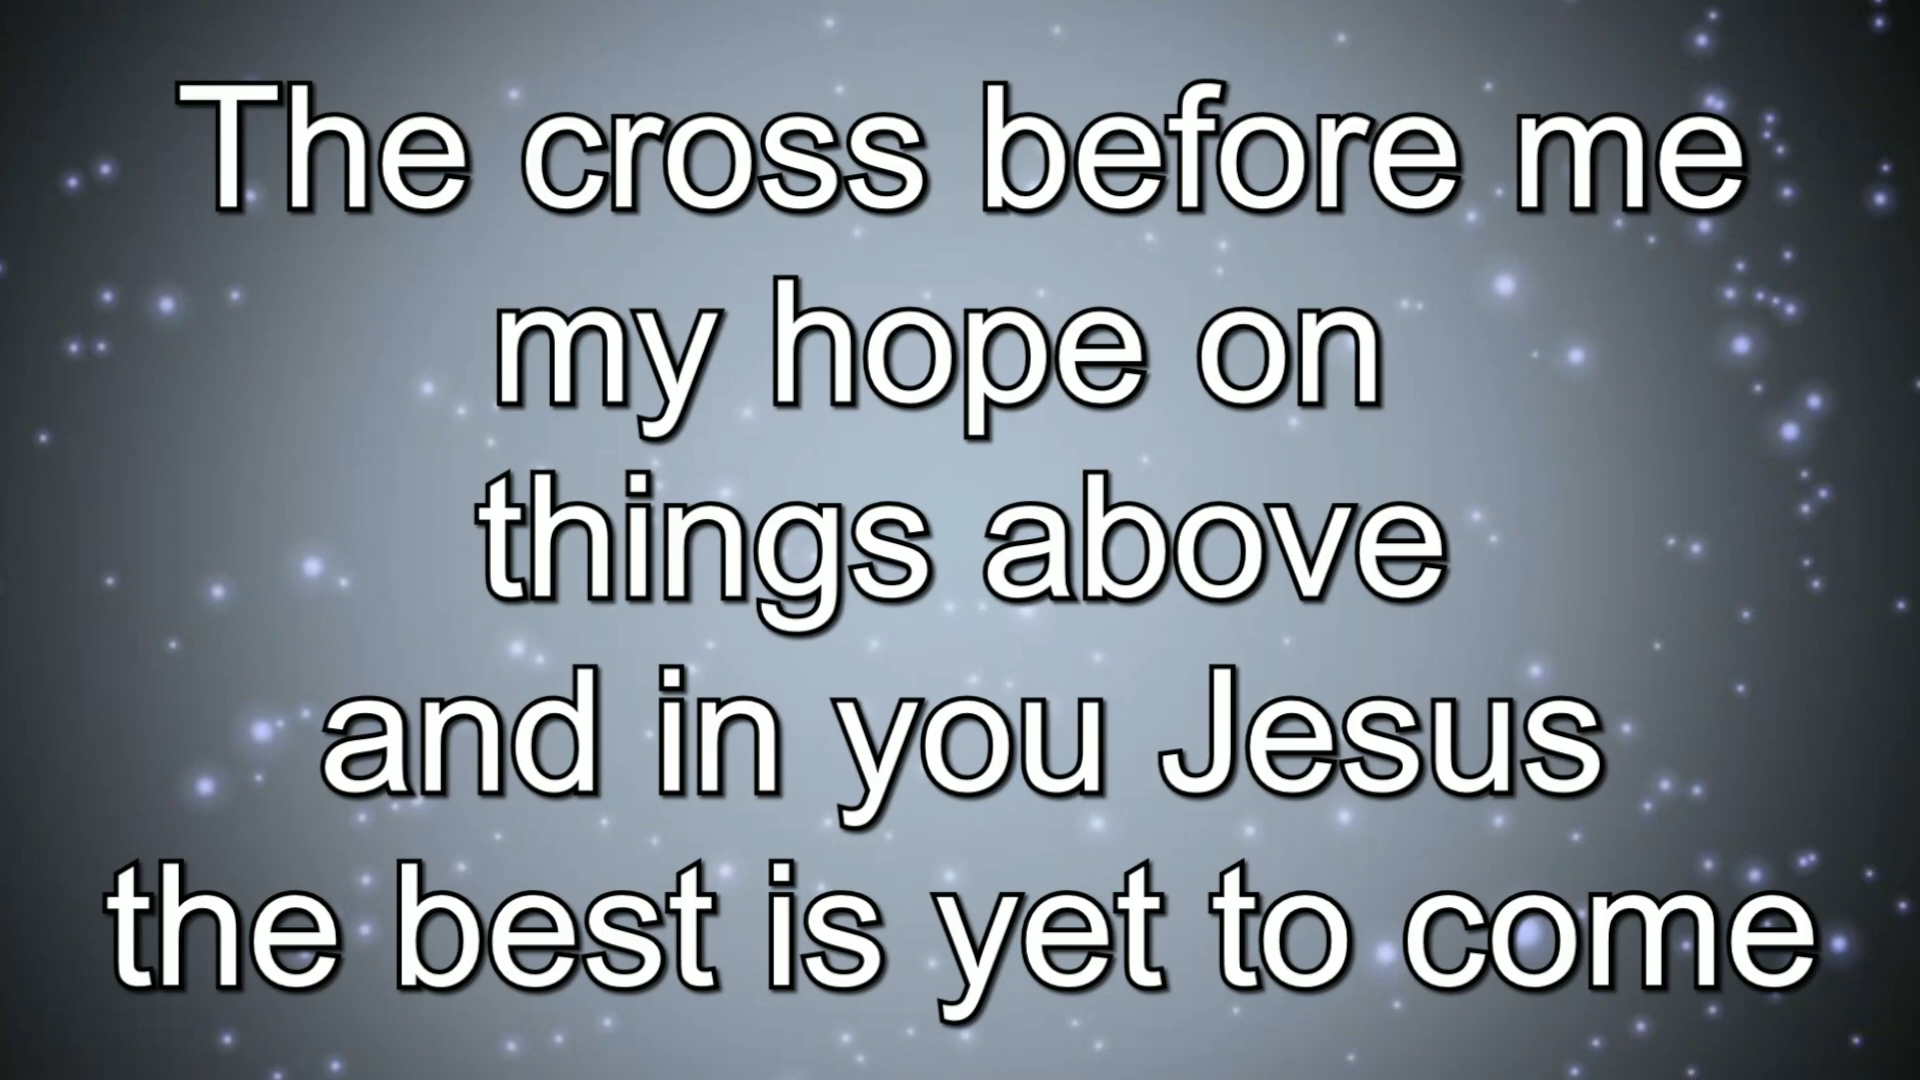 The cross before me
my hope on
things above
and in you Jesus
the best is yet to come